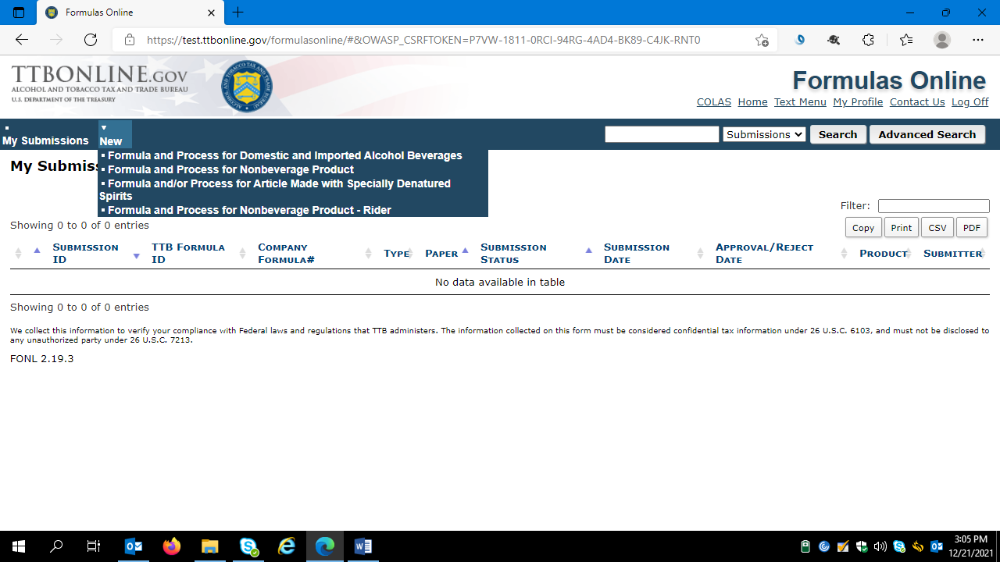 Formulas Online
https://test.ttbonline.gov/formulasonline/#&OWASP_CSRFTOKEN=P7VW-1811-0RCI-94RG-4AD4-BK89-C4JK-RNT0
TTBONLINE.GOV
ALCOHOL AND TOBACCO TAX AND TRADE BUREAU
U.S. DEPARTMENT OF THE TREASURY
Formulas Online
COLAS Home Text Menu My Profile Contact Us Log Off
My Submissions New
Submissions Search Advanced Search
Formula and Process for Domestic and Imported Alcohol Beverages
My Submiss
Formula and Process for Nonbeverage Product
Formula and/or Process for Article Made with Specially Denatured
Spirits
Formula and Process for Nonbeverage Product - Rider
Filter:
Showing 0 to 0 of 0 entries
Copy Print CSV PDF
Submission ID TTB Formula ID Company Formula# Type Paper Submission Status Submission Date Approval/Reject Date Product Submitter
No data available in table
Showing 0 to 0 of 0 entries
We collect this information to verify your compliance with Federal laws and regulations that TTB administers. The information collected on this form must be considered confidential tax information under 26 U.S.C. 6103, and must not be disclosed to
any unauthorized party under 26 U.S.C. 7213.
FONL 2.19.3
3:05 PM
12/21/2021